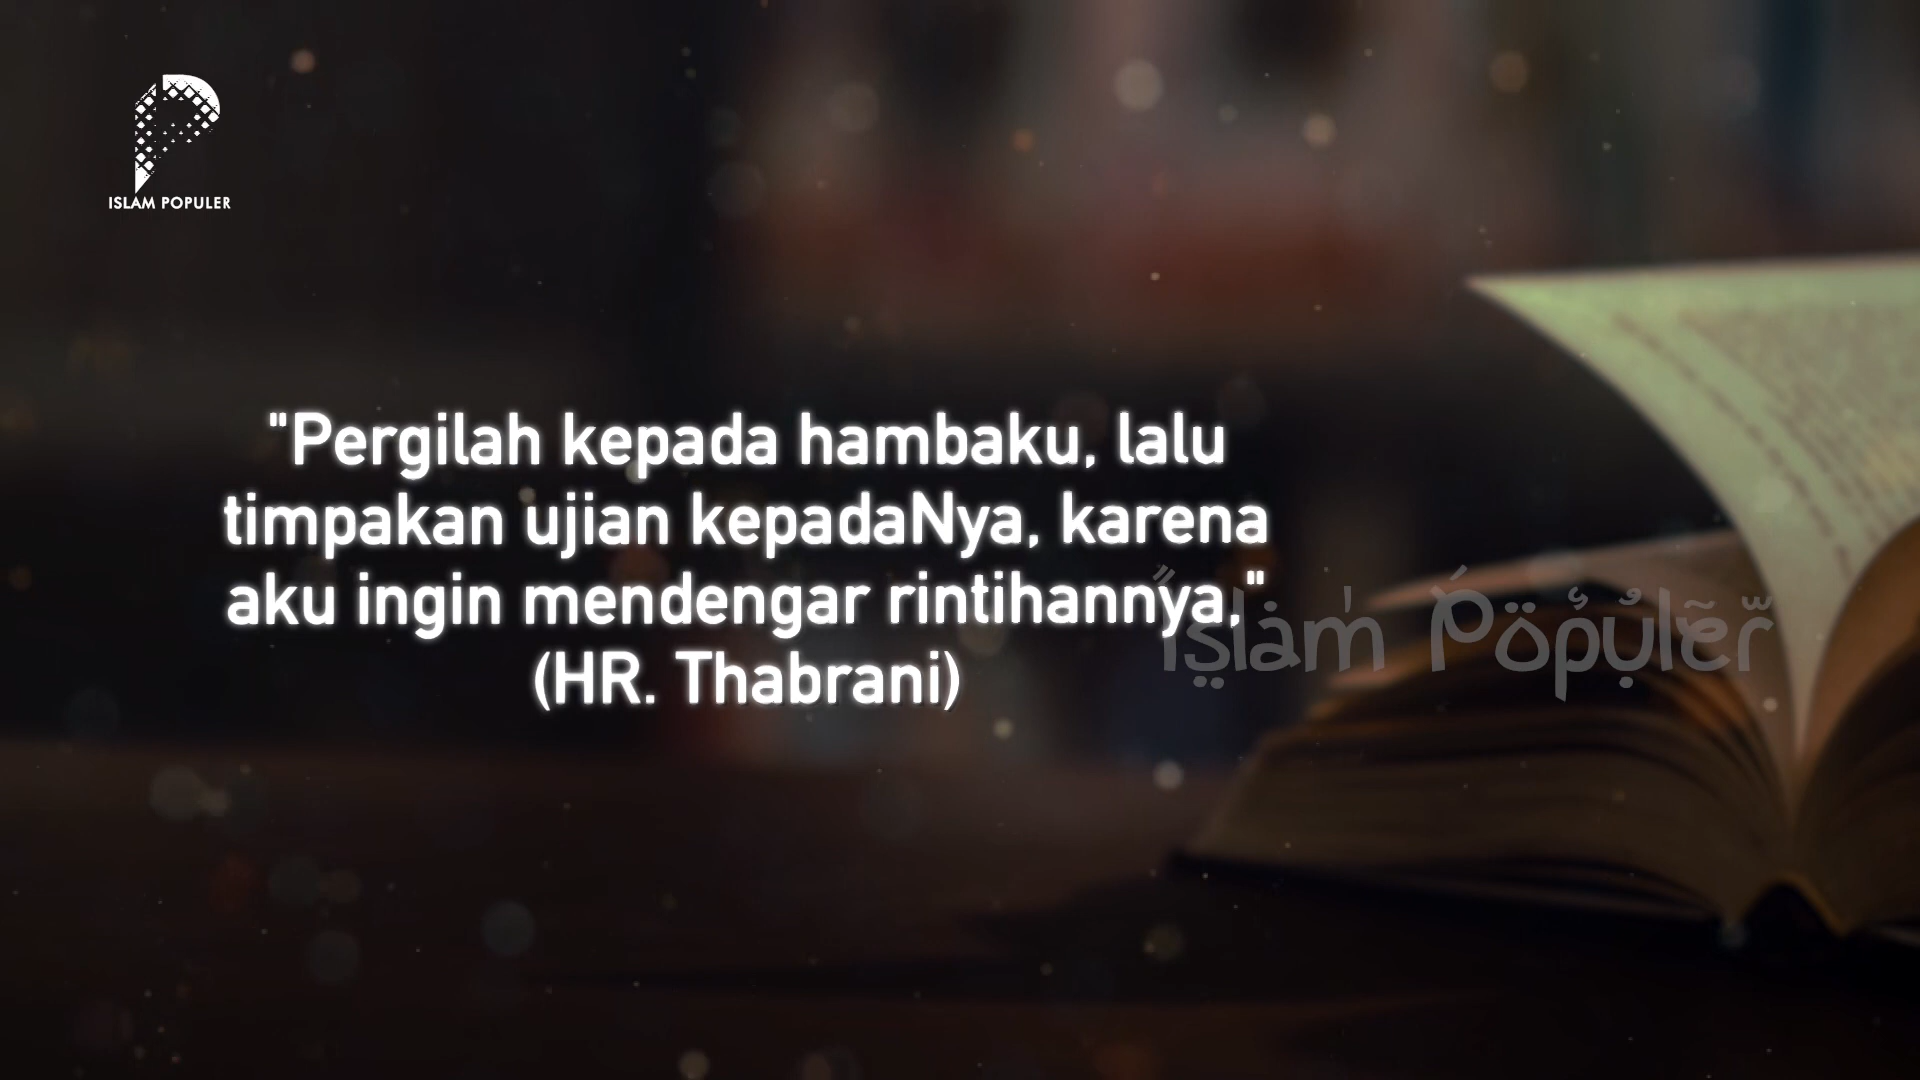 ISLAM POPULER
"Pergilah kepada hambaku, lalu
timpakan ujian kepadaNya, karena
aku ingin mendengar rintihannya,"
(HR. Thabrani)
Islam Populer